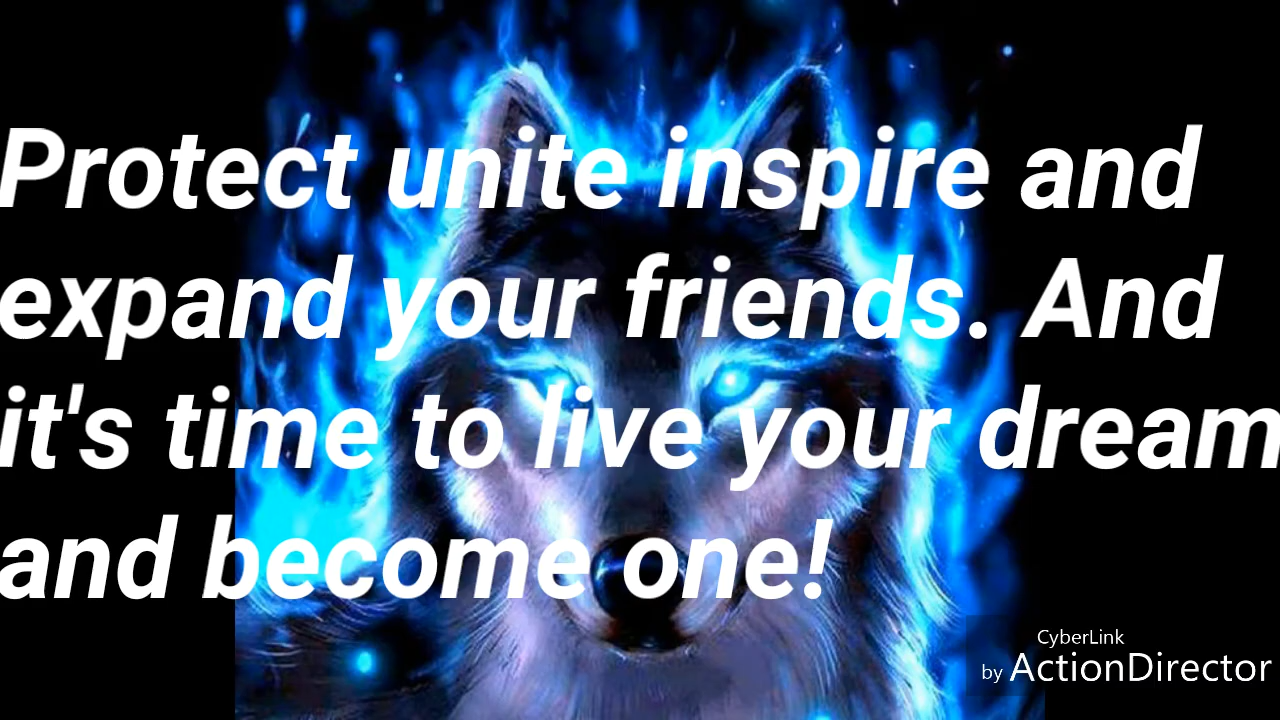 Protect unite inspire and
expand your friends. And
it's time to live your dream
and become one!
CyberLink
by ActionDirector